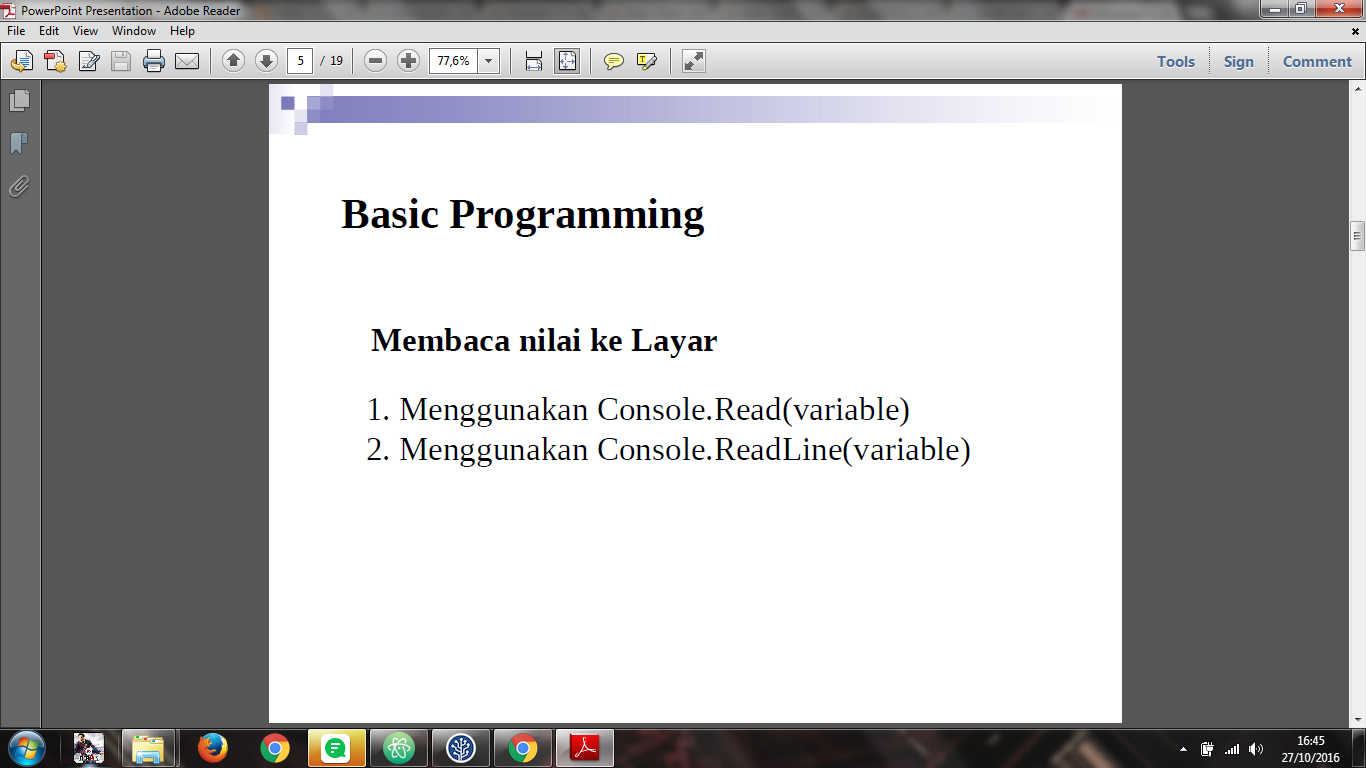 PowerPoint Presentation - Adobe Reader
File Edit View Window Help
5 / 19 77,6% Tools Sign Comment
Basic Programming
Membaca nilai ke Layar
1. Menggunakan Console.Read(variable)
2. Menggunakan Console.ReadLine(variable)
16:45
27/10/2016